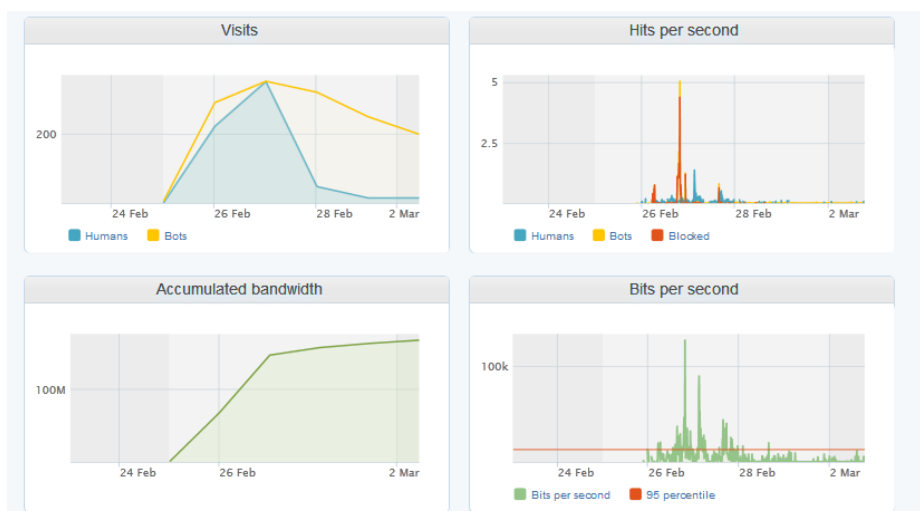 Visits
200
24 Feb 26 Feb 28 Feb 2 Mar
Humans Bots
Hits per second
5
2.5
24 Feb 26 Feb 28 Feb 2 Mar
Humans Bots Blocked
Accumulated bandwidth
100M
24 Feb 26 Feb 2 Mar
Bits per second
100k
24 Feb 26 Feb 28 Feb 2 Mar
Bits per second 95 percentile